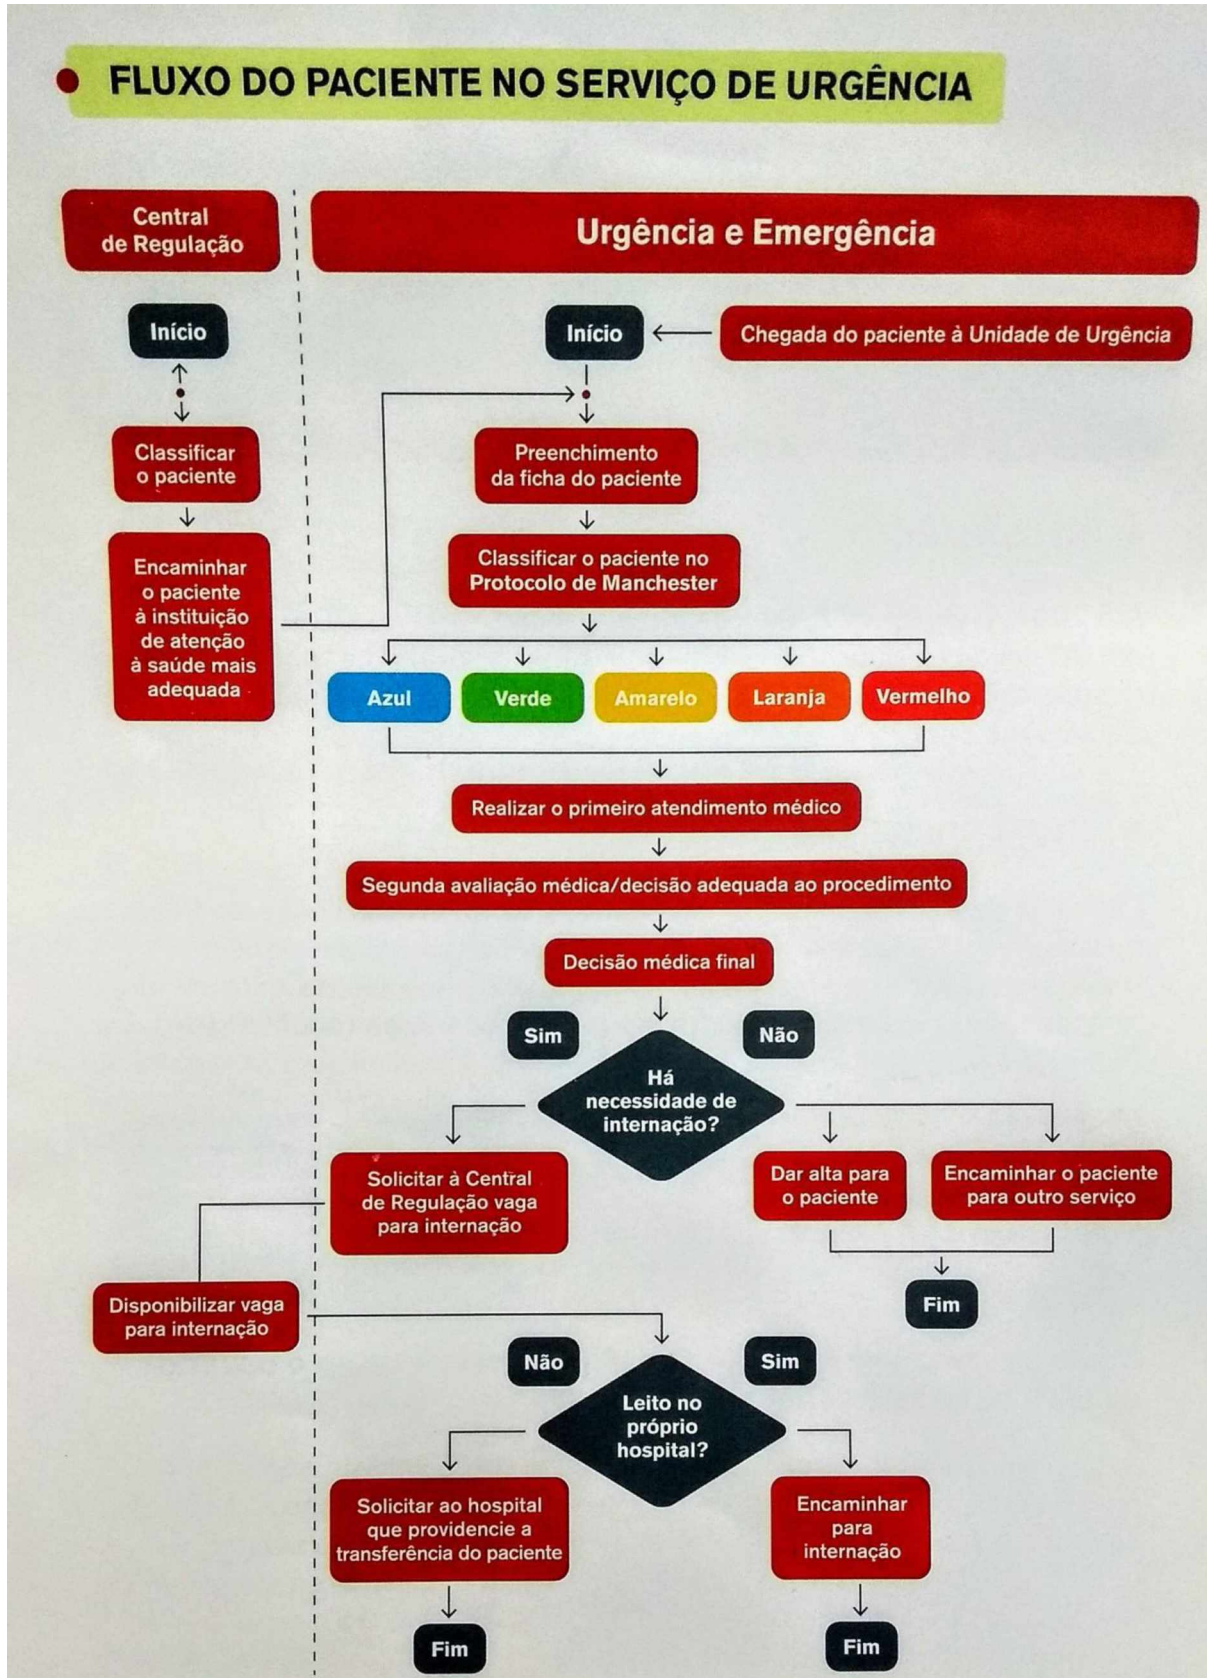 FLUXO DO PACIENTE NO SERVIÇO DE URGÊNCIA
Central
de Regulação
Urgência e Emergência
Início
Início
Chegada do paciente à Unidade de Urgência
Classificar
o paciente
Preenchimento
da ficha do paciente
Encaminhar
o paciente
à instituição
de atenção
à saúde mais
adequada
Classificar o paciente no
Protocolo de Manchester
Azul
Verde
Amarelo
Laranja
Vermelho
Realizar o primeiro atendimento médico
Segunda avaliação médica/decisão adequada ao procedimento
Decisão médica final
Sim
Não
Há
necessidade de
internação?
Solicitar à Central
de Regulação vaga
para internação
Dar alta para
o paciente
Encaminhar o paciente
para outro serviço
Fim
Disponibilizar vaga
para internação
Não
Sim
Leito no
próprio
hospital?
Solicitar ao hospital
que providencie a
transferência do paciente
Encaminhar
para
internação
Fim
Fim